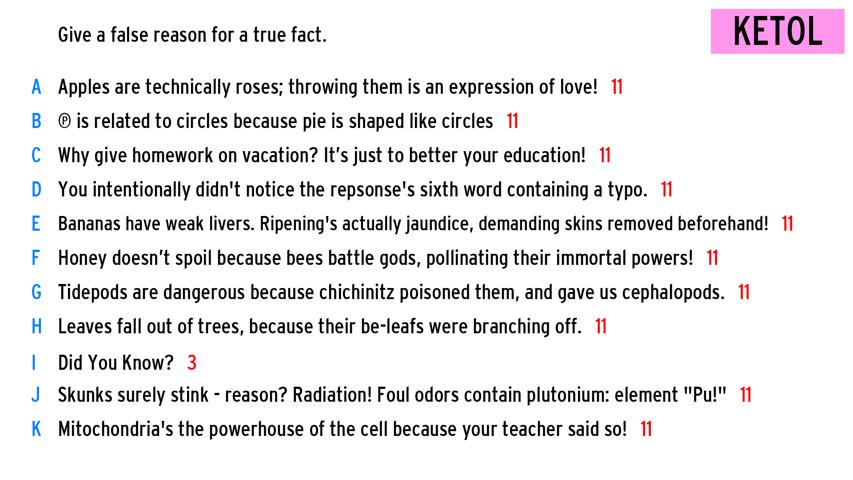 Give a false reason for a true fact.
KETOL
A Apples are technically roses; throwing them is an expression of love! 11
B ℗ is related to circles because pie is shaped like circles 11
C Why give homework on vacation? It’s just to better your education! 11
D You intentionally didn't notice the repsonse's sixth word containing a typo. 11
E Bananas have weak livers. Ripening's actually jaundice, demanding skins removed beforehand! 11
F Honey doesn’t spoil because bees battle gods, pollinating their immortal powers! 11
G Tidepods are dangerous because chichinitz poisoned them, and gave us cephalopods. 11
H Leaves fall out of trees, because their be-leafs were branching off. 11
I Did You Know? 3
J Skunks surely stink - reason? Radiation! Foul odors contain plutonium: element "Pu!" 11
K Mitochondria's the powerhouse of the cell because your teacher said so! 11